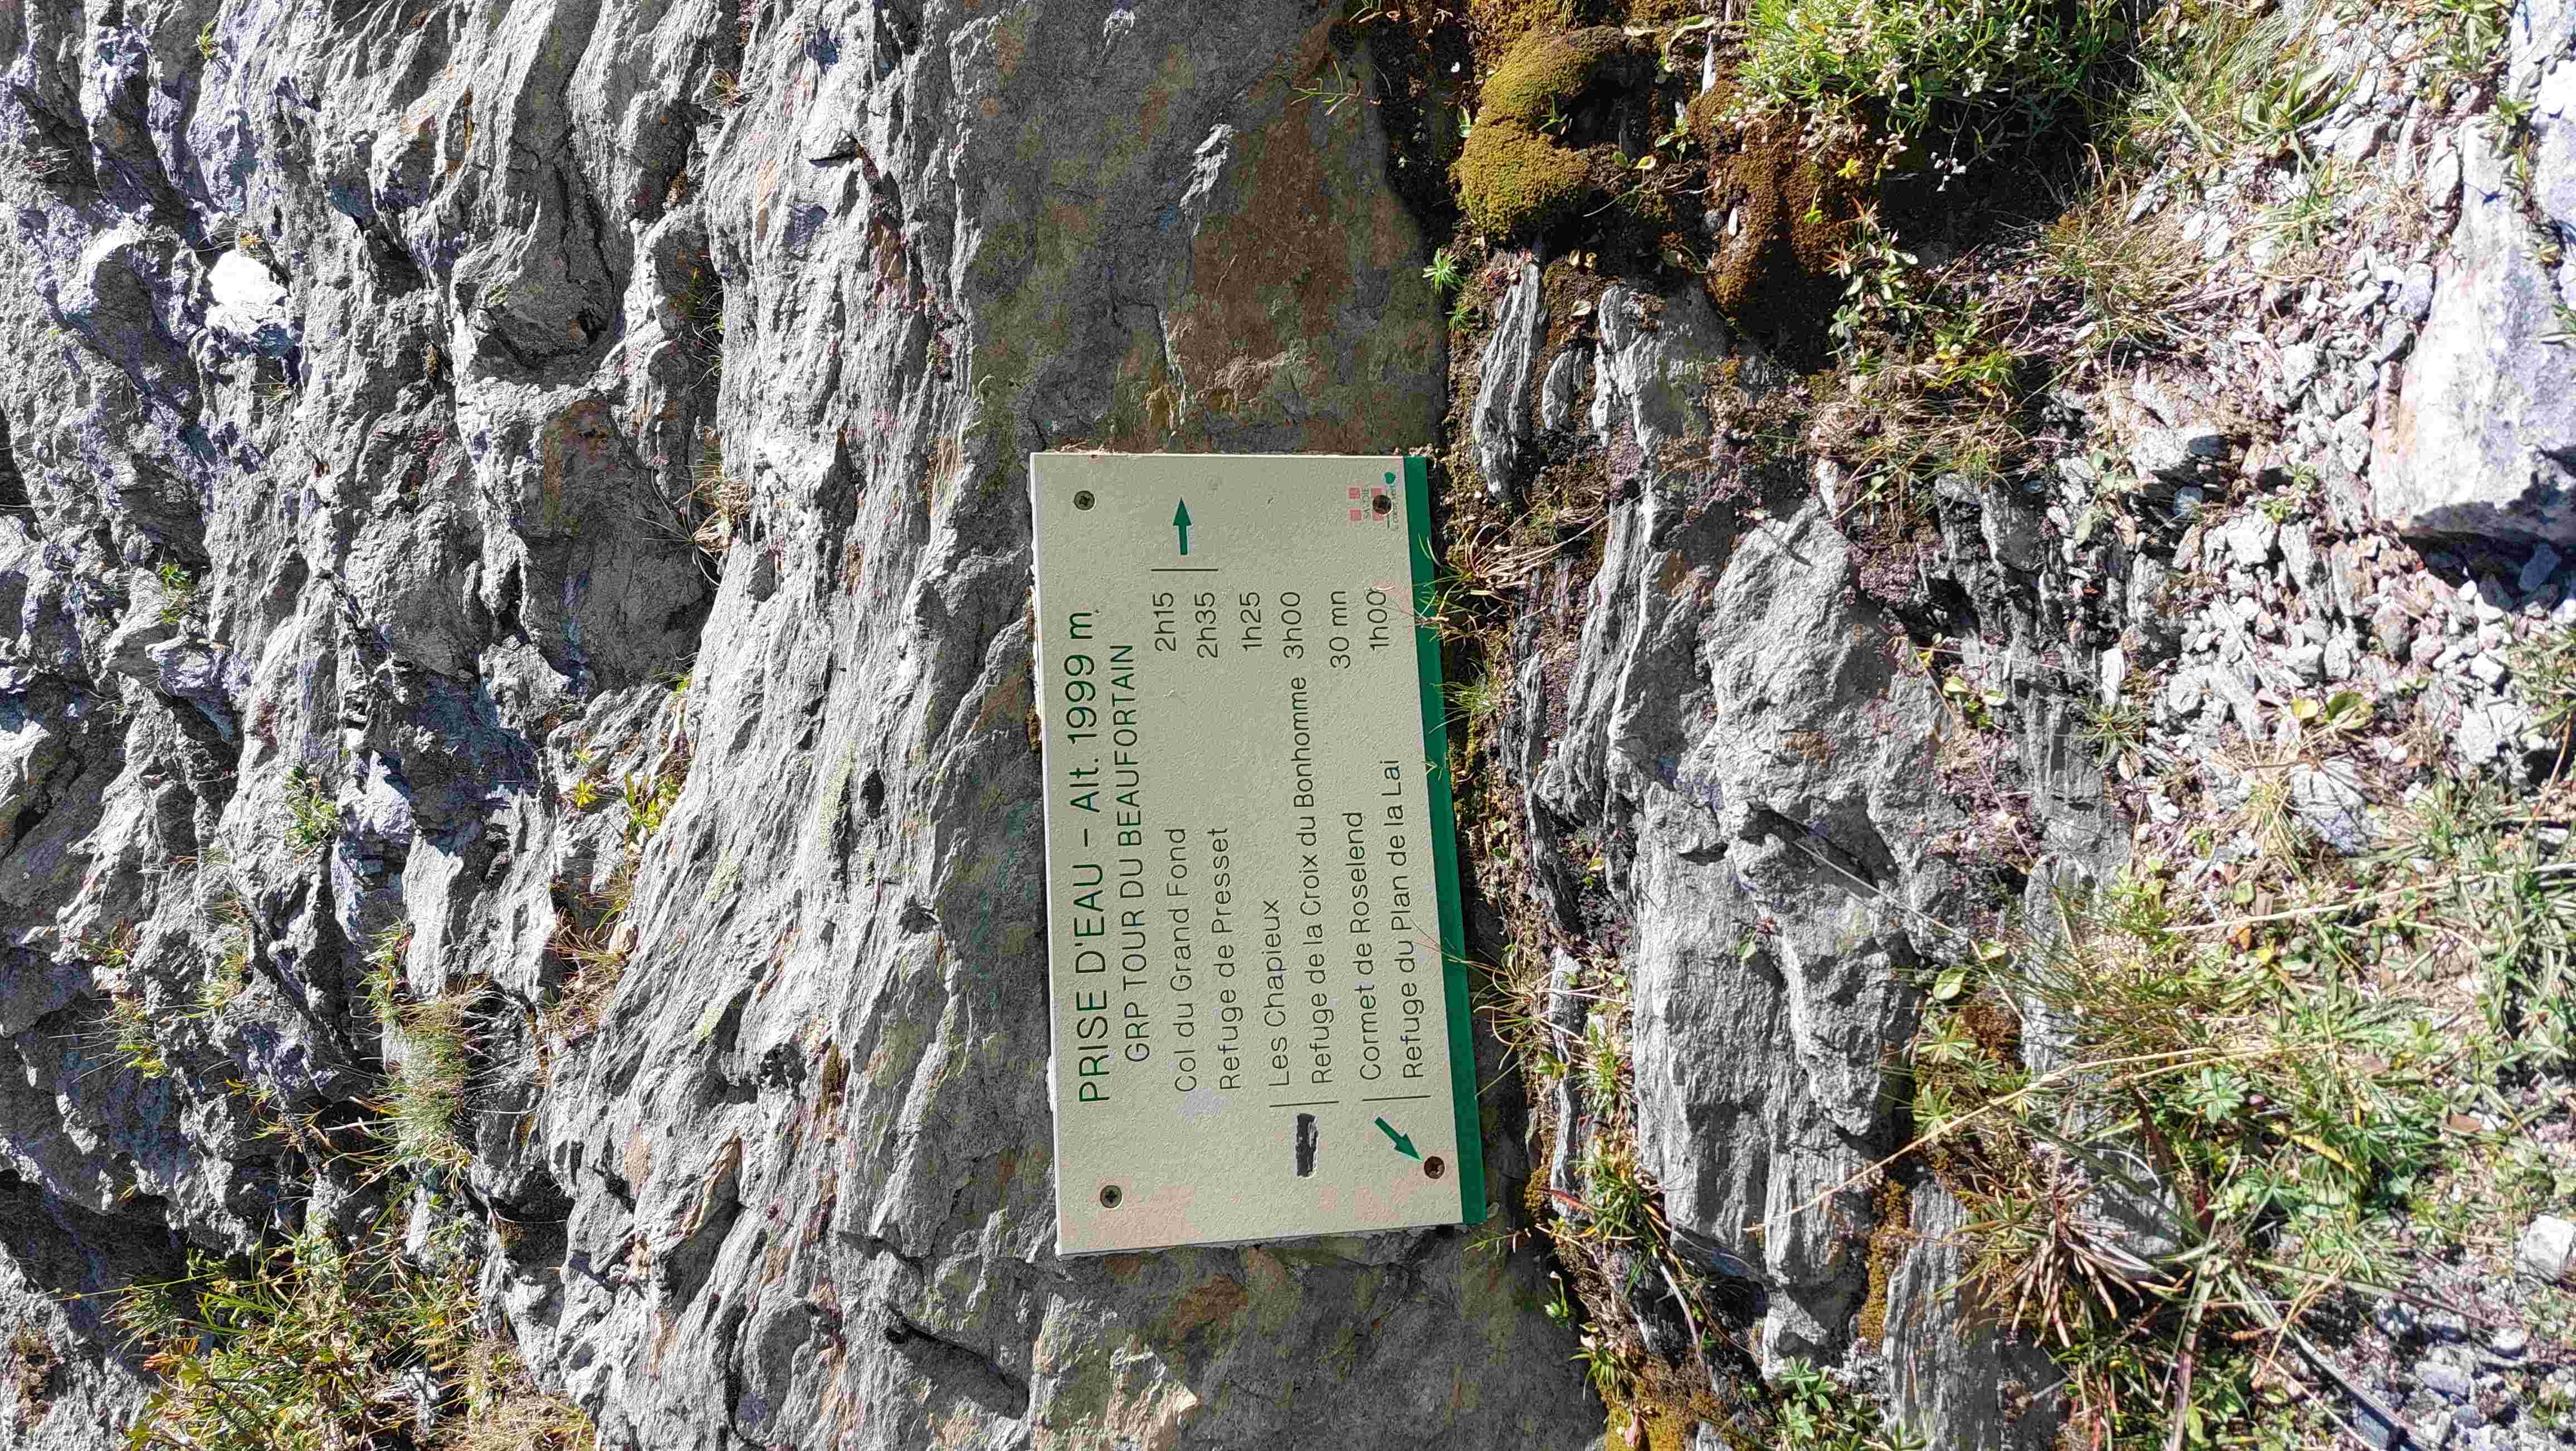 PRISE D'EAU – Alt. 1999 m
GRP TOUR DU BEAUFORTAIN
Col du Grand Fond 2h15
Refuge de Presset 2h35
Les Chapieux 1h25
Refuge de la Croix du Bonhomme 3h00
Cormet de Roselend 30 mn
Refuge du Plan de la Lai 1h00
SAVOIE